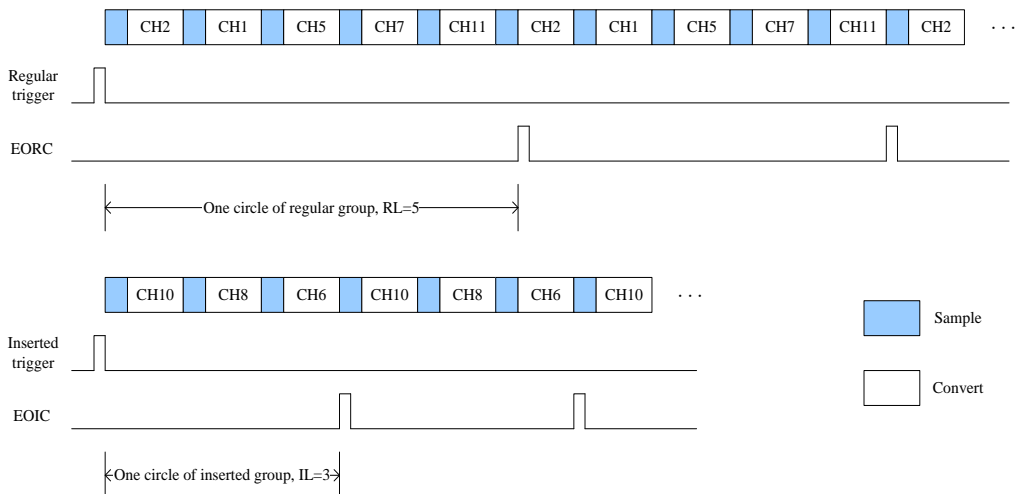 CH2 CH1 CH5 CH7 CH11 CH2 CH1 CH5 CH7 CH11 CH2 . . .
Regular
trigger
EORC
One circle of regular group, RL=5
CH10 CH8 CH6 CH10 CH8 CH6 CH10 . . .
Inserted
trigger
EOIC
One circle of inserted group, IL=3
Sample
Convert